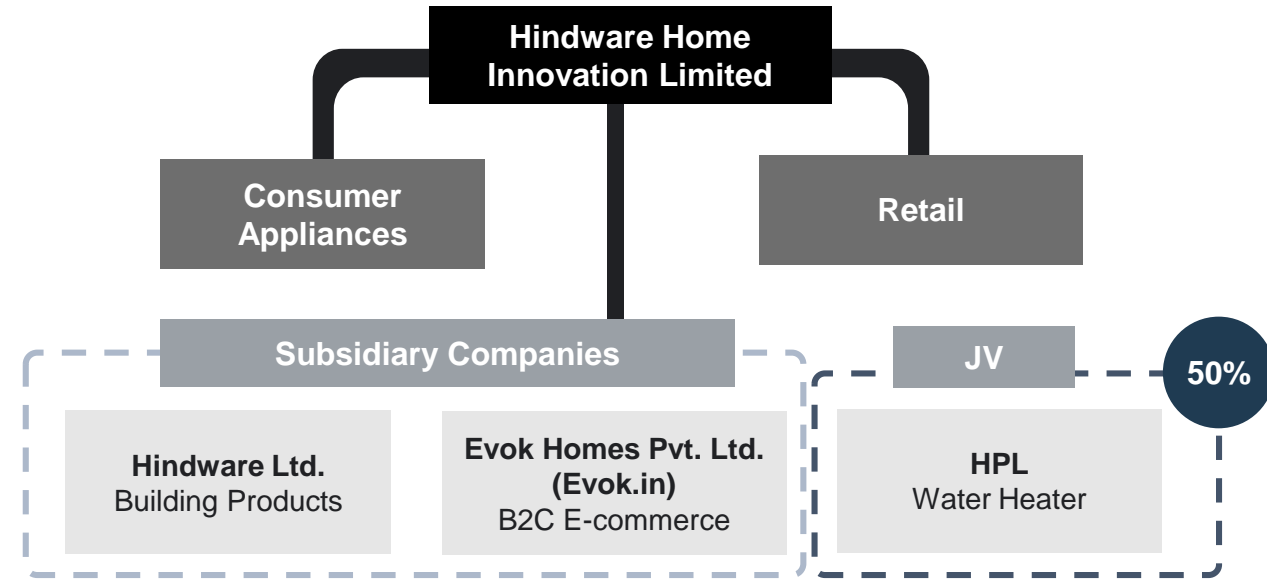 Hindware Home
Innovation Limited
Consumer
Appliances
Retail
Subsidiary Companies
JV
50%
Hindware Ltd.
Building Products
Evok Homes Pvt. Ltd.
(Evok.in)
B2C E-commerce
HPL
Water Heater